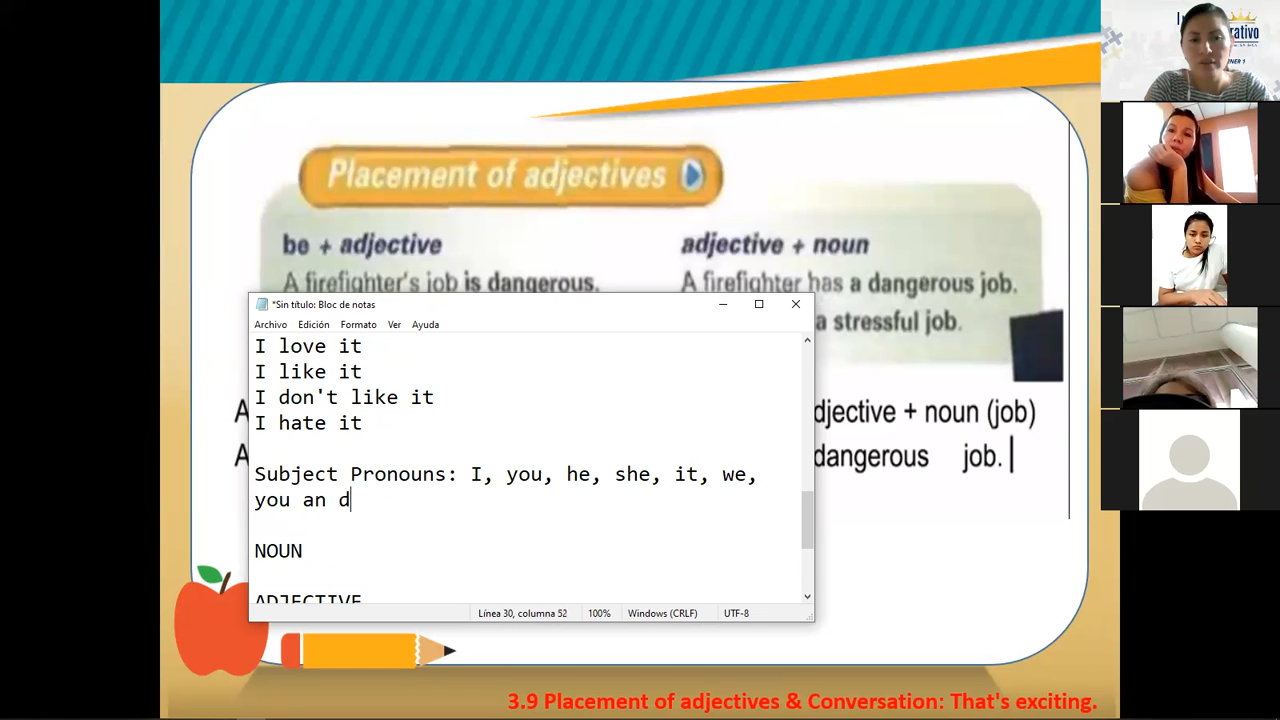 Placement of adjectives
be + adjective
adjective + noun
A firefighter's job is dangerous.
A firefighter has a dangerous job.
a stressful job.
*Sin título: Bloc de notas
Archivo Edición Formato Ver Ayuda
I love it
I like it
I don't like it
I hate it
Subject Pronouns: I, you, he, she, it, we,
you an d
NOUN
ADJECTIVE
Línea 30, columna 52 100% Windows (CRLF) UTF-8
A
djective + noun (job)
A
dangerous job.
3.9 Placement of adjectives & Conversation: That's exciting.